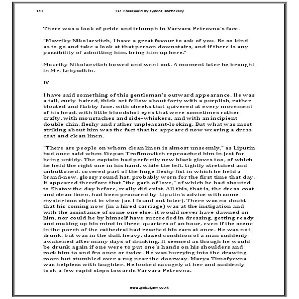 There was a look of pride and triumph in Varvara Petrovna's face.
"Mavriky Nikolaevitch, I have a great favour to ask of you. Be so kind
as to go and take a look at that person downstairs, and if there is any
possibility of admitting him, bring him up here."
Mavriky Nikolaevitch bowed and went out. A moment later he brought
in Mr. Lebyadkin.
IV
I have said something of this gentleman's outward appearance. He was
a tall, curly-haired, thick-set fellow about forty with a purplish, rather
bloated and flabby face, with cheeks that quivered at every movement
of his head, with little bloodshot eyes that were sometimes rather
crafty, with moustaches and side-whiskers, and with an incipient
double chin, fleshy and rather unpleasant-looking. But what was most
striking about him was the fact that he appeared now wearing a dress-
coat and clean linen.
"There are people on whom clean linen is almost unseemly," as Liputin
had once said when Stepan Trofimovitch reproached him in jest for
being untidy. The captain had perfectly new black gloves too, of which
he held the right one in his hand, while the left, tightly stretched and
unbuttoned, covered part of the huge fleshy fist in which he held a
brand-new, glossy round hat, probably worn for the first time that day.
It appeared therefore that "the garb of love," of which he had shouted
to Shatov the day before, really did exist. All this, that is, the dress-coat
and clean linen, had been procured by Liputin's advice with some
mysterious object in view (as I found out later). There was no doubt
that his coming now (in a hired carriage) was at the instigation and
with the assistance of some one else; it would never have dawned on
him, nor could he by himself have succeeded in dressing, getting ready
and making up his mind in three-quarters of an hour, even if the scene
in the porch of the cathedral had reached his ears at once. He was not
drunk, but was in the dull, heavy, dazed condition of a man suddenly
awakened after many days of drinking. It seemed as though he would
be drunk again if one were to put one's hands on his shoulders and
rock him to and fro once or twice. He was hurrying into the drawing-
room but stumbled over a rug near the doorway. Marya Timofyevna
was helpless with laughter. He looked savagely at her and suddenly
took a few rapid steps towards Varvara Petrovna.